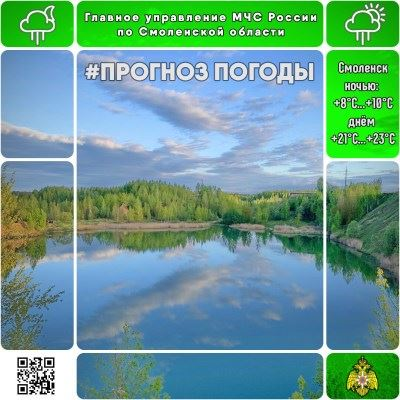 Главное управление МЧС России
по Смоленской области
#ПРОГНОЗ ПОГОДЫ
Смоленск
ночью:
+8°С...+10°С
днём
+21°С...+23°С